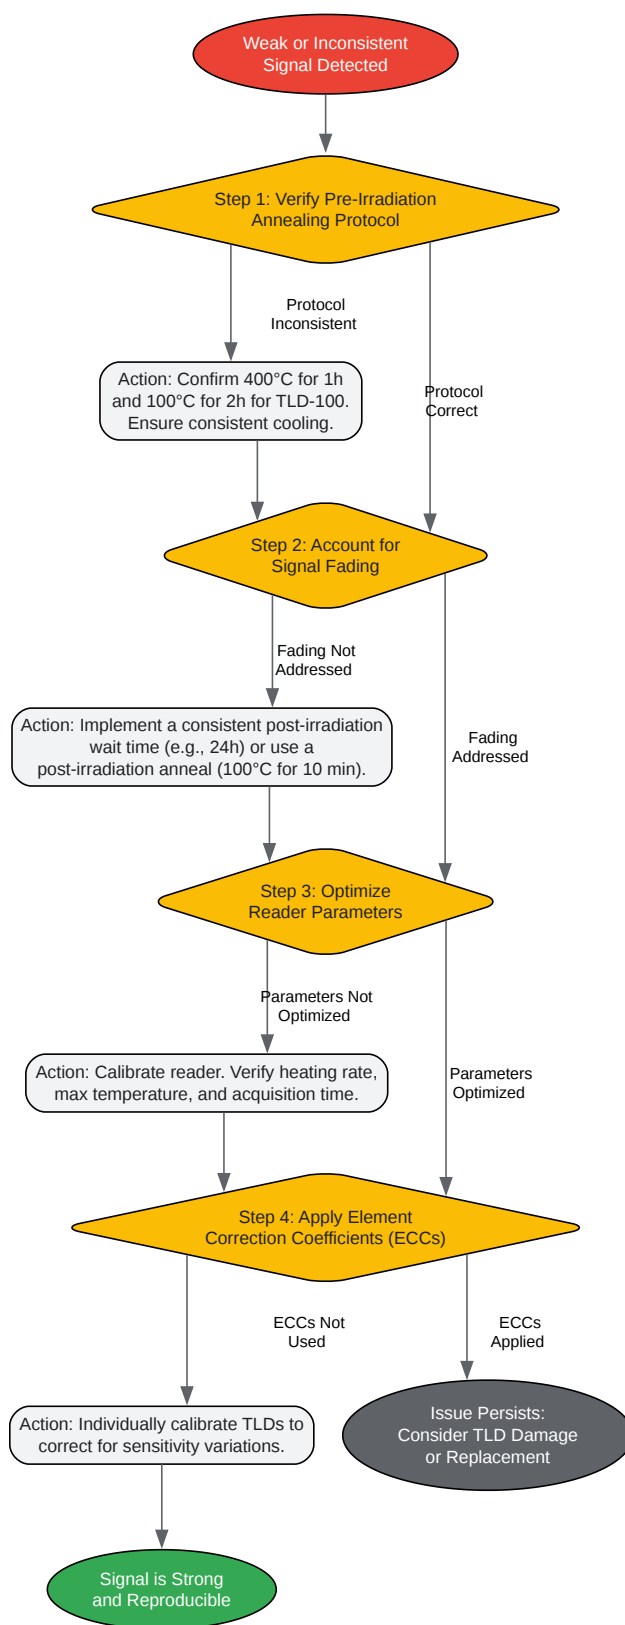 Weak or Inconsistent
Signal Detected
Step 1: Verify Pre-Irradiation
Annealing Protocol
Protocol
Inconsistent
Action: Confirm 400°C for 1h
and 100°C for 2h for TLD-100.
Ensure consistent cooling.
Protocol
Correct
Step 2: Account for
Signal Fading
Fading Not
Addressed
Action: Implement a consistent post-irradiation
wait time (e.g., 24h) or use a
post-irradiation anneal (100°C for 10 min).
Fading
Addressed
Step 3: Optimize
Reader Parameters
Parameters Not
Optimized
Action: Calibrate reader. Verify heating rate,
max temperature, and acquisition time.
Parameters
Optimized
Step 4: Apply Element
Correction Coefficients (ECCs)
ECCs Not
Used
ECCs
Applied
Action: Individually calibrate TLDs to
correct for sensitivity variations.
Issue Persists:
Consider TLD Damage
or Replacement
Signal is Strong
and Reproducible